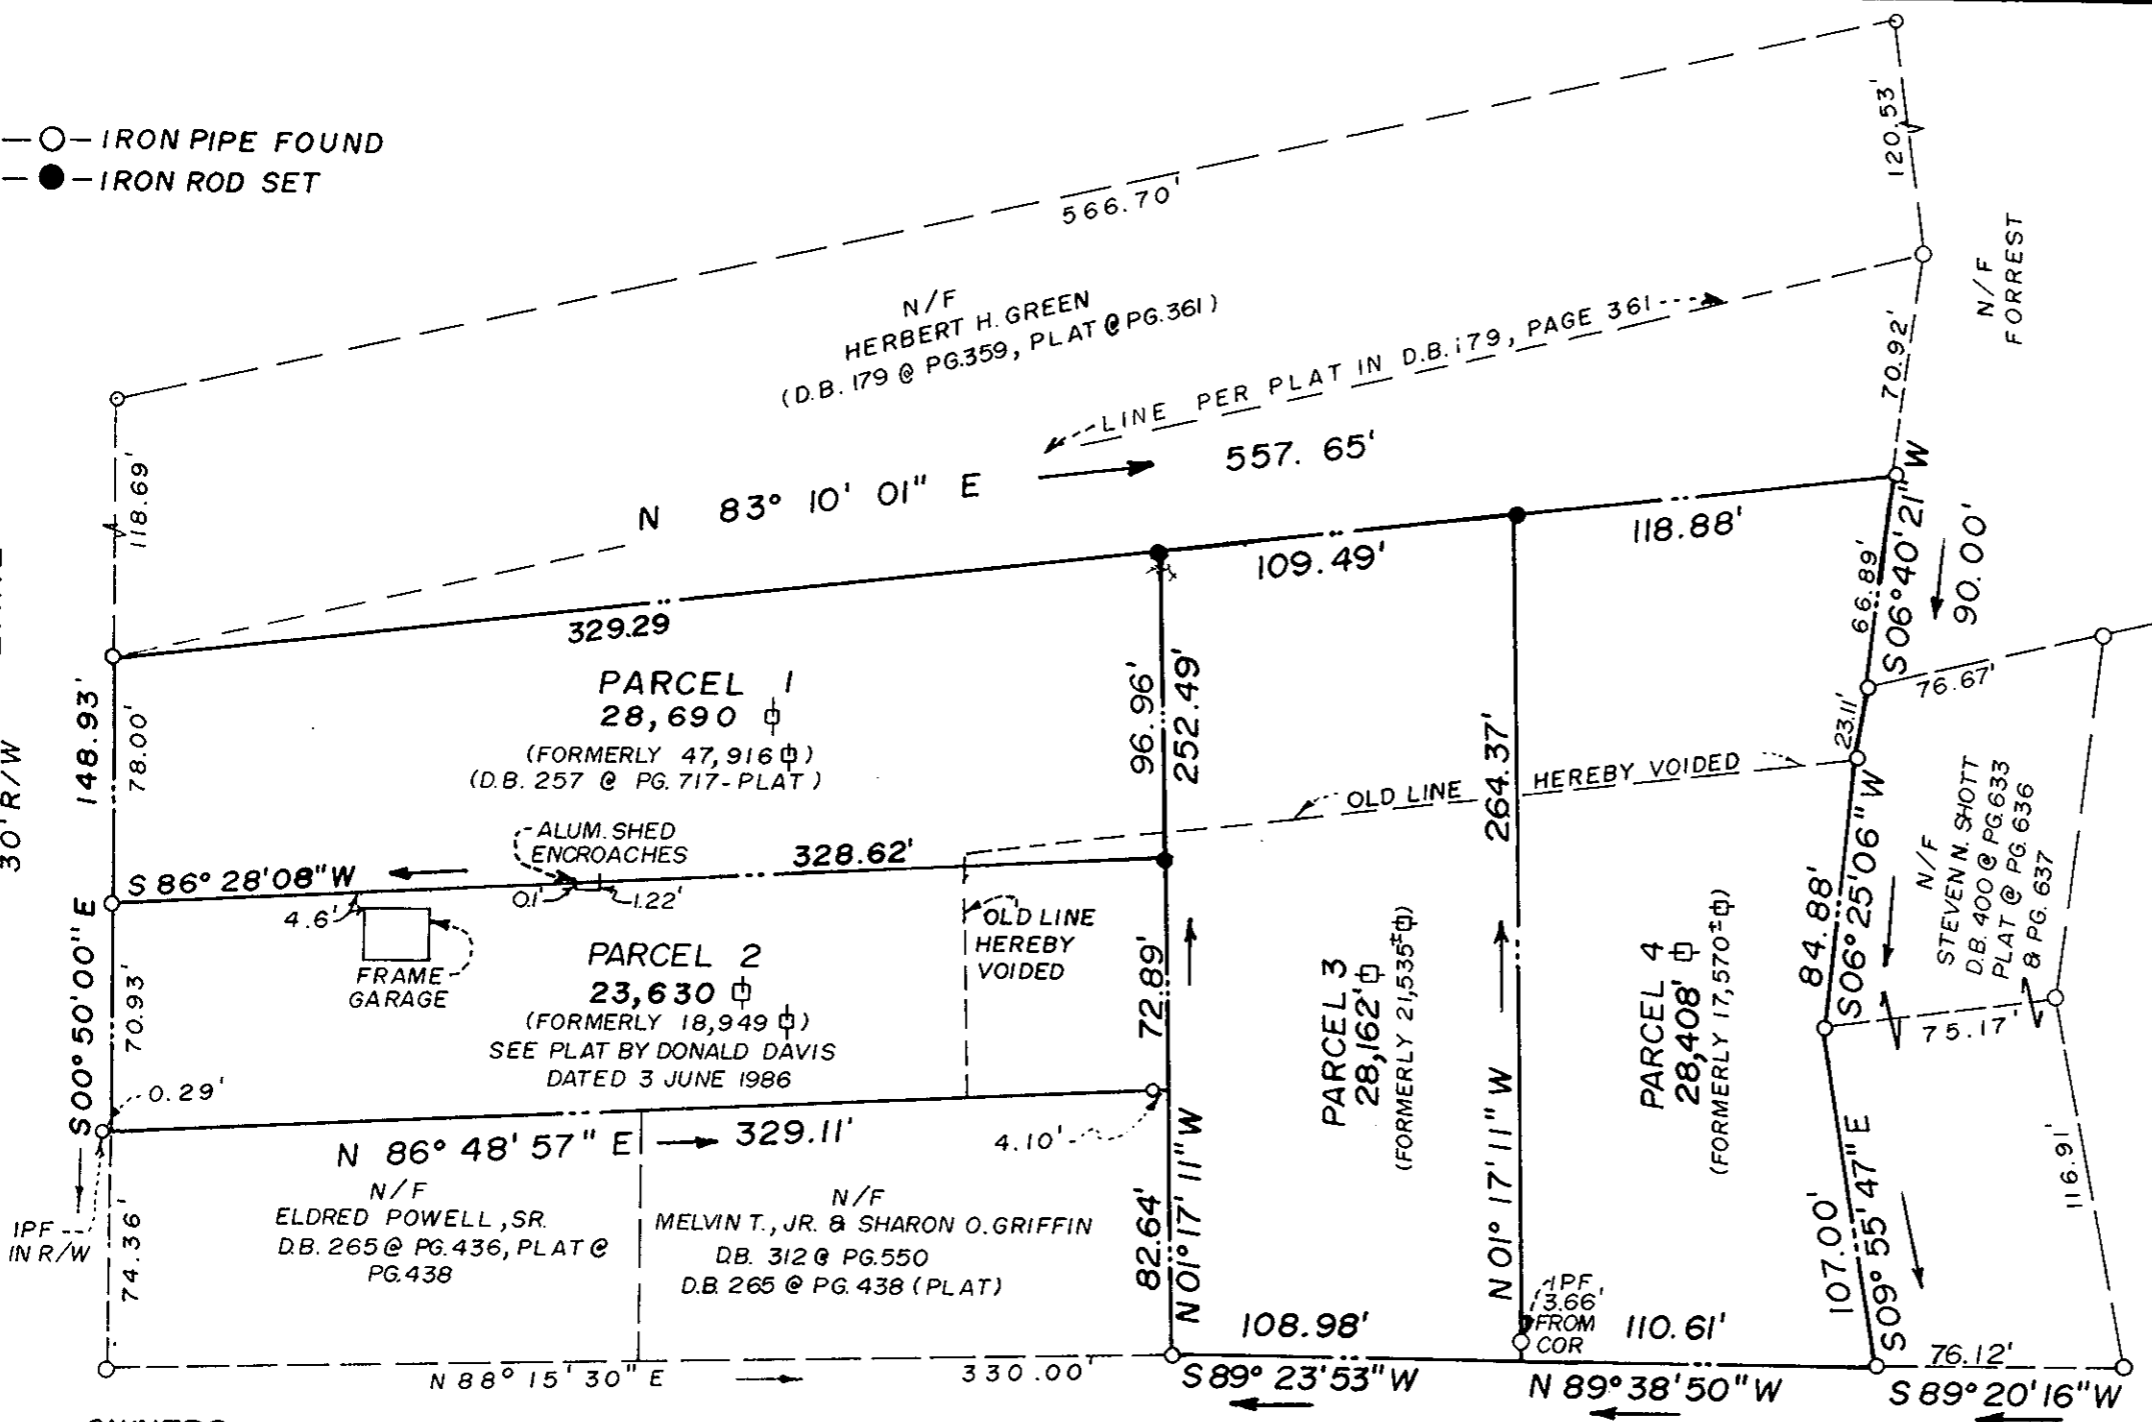 IRON PIPE FOUND
IRON ROD SET
566.70'
120.53'
N/F
FORREST
N/F
HERBERT H. GREEN
(D.B. 179 @ PG.359, PLAT @ PG.361)
LINE PER PLAT IN D.B. 179, PAGE 361
70.92'
118.69'
N 83° 10' 01" E
557.65'
118.88'
109.49'
329.29
S06°40'21" W
90.00'
66.89'
23.11'
76.67'
30' R/W
148.93'
78.00'
PARCEL 1
28,690
(FORMERLY 47,916)
(D.B. 257 @ PG. 717-PLAT)
96.96'
252.49'
264.37'
OLD LINE HEREBY VOIDED
ALUM. SHED
ENCROACHES
328.62'
S 86° 28' 08" W
4.6'
0.1'
1.22'
FRAME
GARAGE
S00°50'00" E
70.93'
0.29'
PARCEL 2
23,630
(FORMERLY 18,949)
SEE PLAT BY DONALD DAVIS
DATED 3 JUNE 1986
OLD LINE
HEREBY
VOIDED
72.89'
PARCEL 3
28,162'
(FORMERLY 21,535±)
PARCEL 4
28,408'
(FORMERLY 17,570±)
84.88'
S06°25'06" W
N/F
STEVEN N. SHOTT
D.B. 400 @ PG.633
PLAT @ PG. 636
& PG. 637
75.17'
N 86° 48' 57" E
329.11'
4.10'
N 01° 17' 11" W
82.64'
N 01° 17' 11" W
107.00'
S09°55'47" E
116.91'
IPF
IN R/W
74.36'
N/F
ELDRED POWELL, SR.
D.B. 265 @ PG.436, PLAT @
PG.438
N/F
MELVIN T., JR. & SHARON O. GRIFFIN
D.B. 312 @ PG.550
D.B. 265 @ PG. 438 (PLAT)
IPF
3.66'
FROM
COR
108.98'
110.61'
76.12'
N 88° 15' 30" E
330.00'
S 89° 23' 53" W
N 89° 38' 50" W
S 89° 20' 16" W